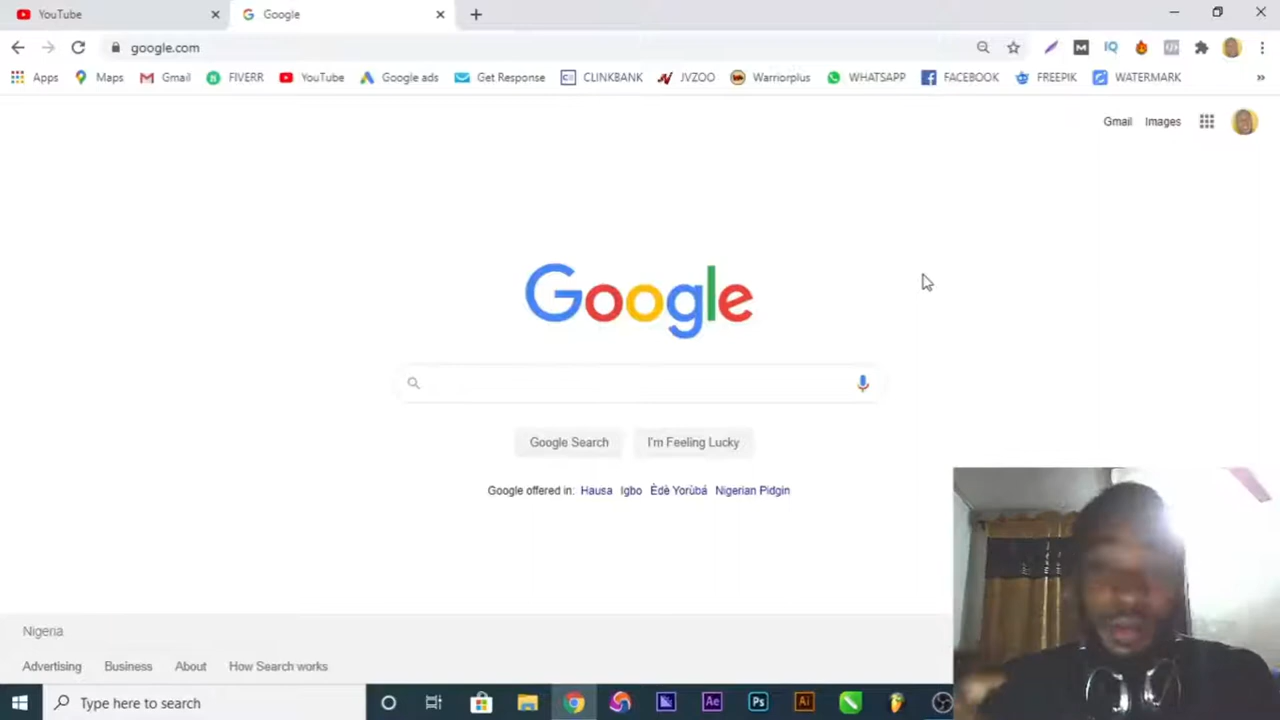 YouTube
Google
google.com
Apps Maps Gmail FIVERR YouTube Google ads Get Response CLINKBANK JVZOO Warriorplus WHATSAPP FACEBOOK FREEPIK WATERMARK »
Gmail Images
Google
Google Search I'm Feeling Lucky
Google offered in: Hausa Igbo Èdè Yorùbá Nigerian Pidgin
Nigeria
Advertising Business About How Search works
Type here to search